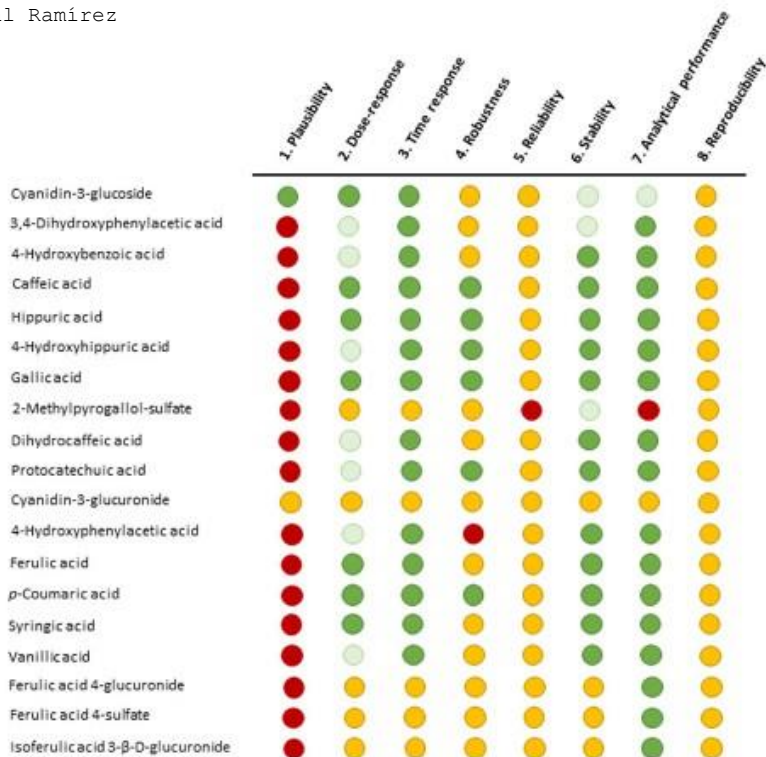 l Ramírez
1. Plausibility
2. Dose-response
3. Time response
4. Robustness
5. Reliability
6. Stability
7. Analytical performance
8. Reproducibility
Cyanidin-3-glucoside
3,4-Dihydroxyphenylacetic acid
4-Hydroxybenzoic acid
Caffeic acid
Hippuric acid
4-Hydroxyhippuric acid
Gallic acid
2-Methylpyrogallol-sulfate
Dihydrocaffeic acid
Protocatechuic acid
Cyanidin-3-glucuronide
4-Hydroxyphenylacetic acid
Ferulic acid
p-Coumaric acid
Syringic acid
Vanillic acid
Ferulic acid 4-glucuronide
Ferulic acid 4-sulfate
Isoferulic acid 3-β-D-glucuronide